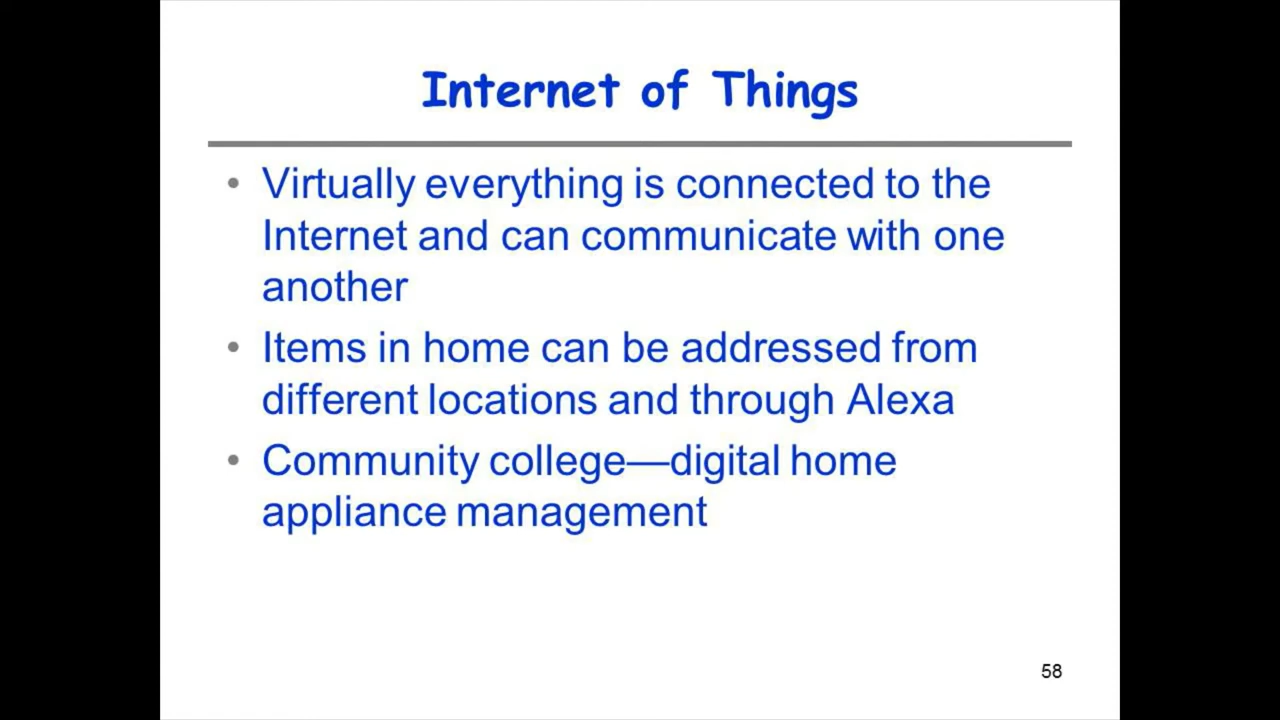 Internet of Things
• Virtually everything is connected to the
Internet and can communicate with one
another
• Items in home can be addressed from
different locations and through Alexa
• Community college—digital home
appliance management
58